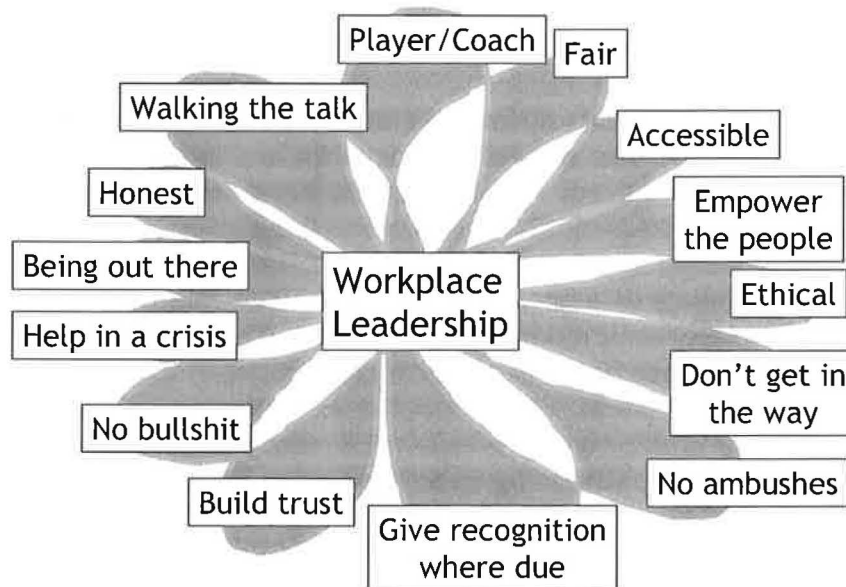 Player/Coach
Fair
Walking the talk
Accessible
Honest
Empower
the people
Being out there
Workplace
Leadership
Ethical
Help in a crisis
Don't get in
the way
No bullshit
No ambushes
Build trust
Give recognition
where due